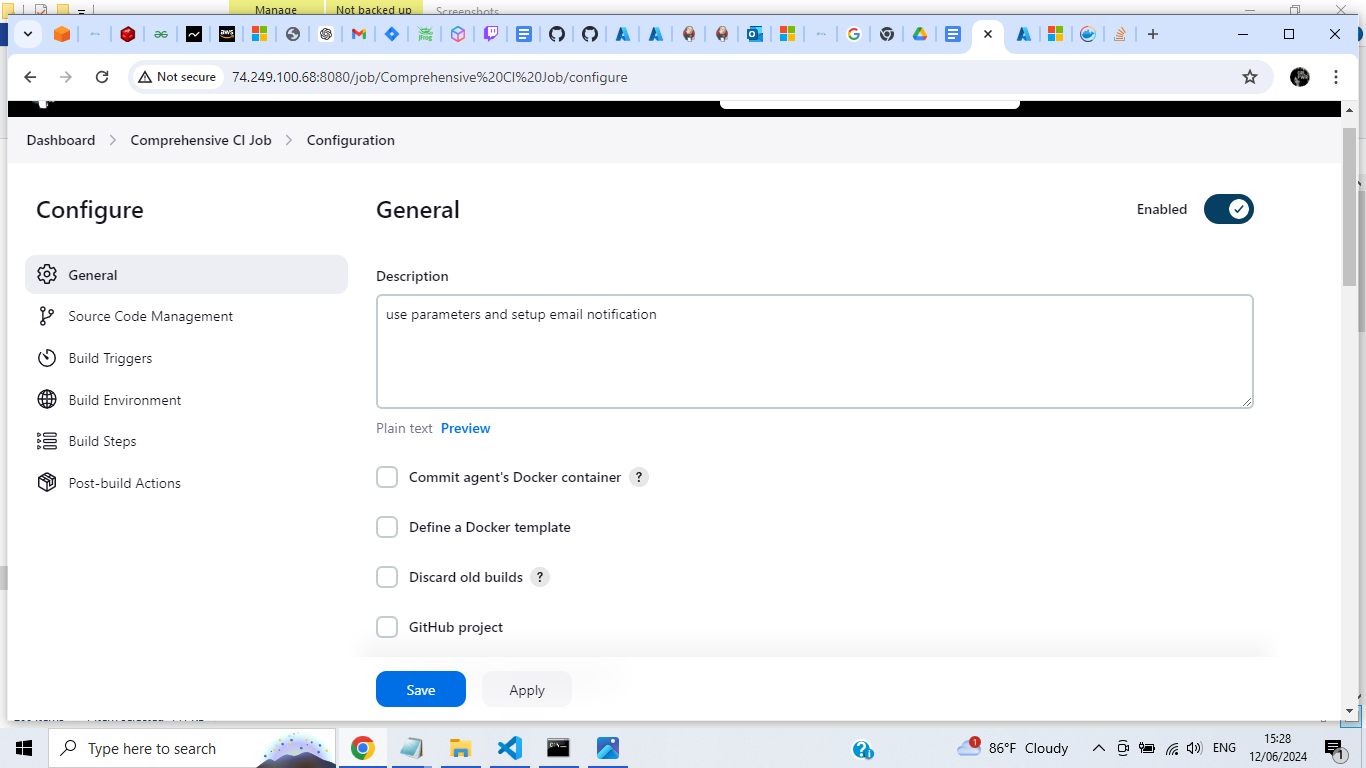 Manage
Not backed up
Screenshots
Not secure
74.249.100.68:8080/job/Comprehensive%20CI%20Job/configure
Dashboard
Comprehensive CI Job
Configuration
Configure
General
Source Code Management
Build Triggers
Build Environment
Build Steps
Post-build Actions
General
Enabled
Description
use parameters and setup email notification
Plain text Preview
Commit agent's Docker container ?
Define a Docker template
Discard old builds ?
GitHub project
Save
Apply
Type here to search
1
86°F Cloudy
ENG
15:28
12/06/2024
1